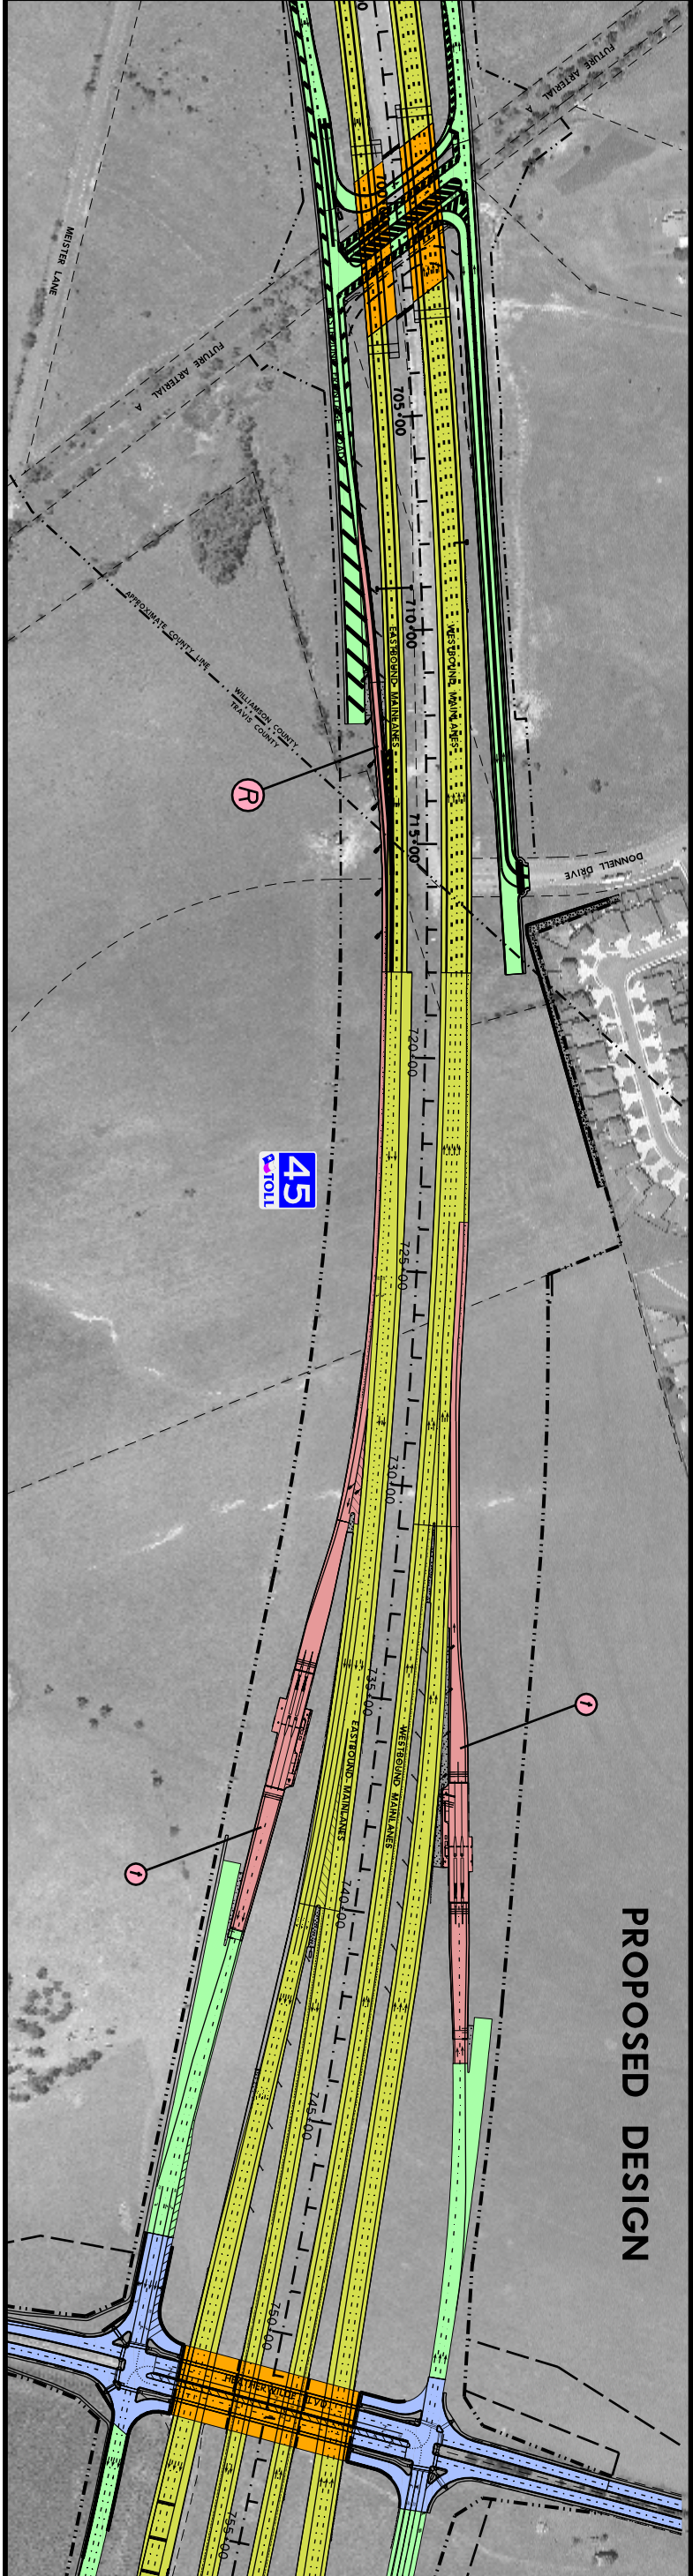 FUTURE ARTERIAL A
MEISTER LANE
FUTURE ARTERIAL A
705+00
710+00
EASTBOUND MAINLANES
WESTBOUND MAINLANES
APPROXIMATE COUNTY LINE
WILLIAMSON COUNTY
TRAVIS COUNTY
R
715+00
DONNELL DRIVE
720+00
45
TOLL
725+00
730+00
735+00
EASTBOUND MAINLANES
WESTBOUND MAINLANES
740+00
PROPOSED DESIGN
745+00
750+00
HEATHERWILDE BLVD
755+00